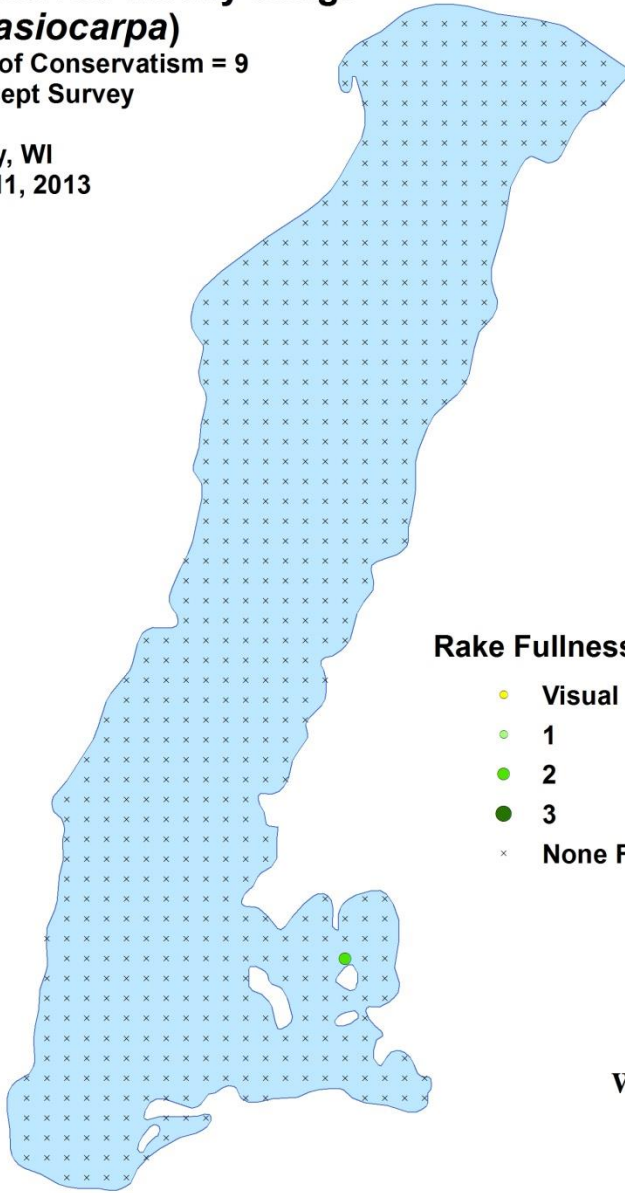 asiocarpa)
of Conservatism = 9
ept Survey
y, WI
11, 2013
Rake Fullness
Visual
1
2
3
None F